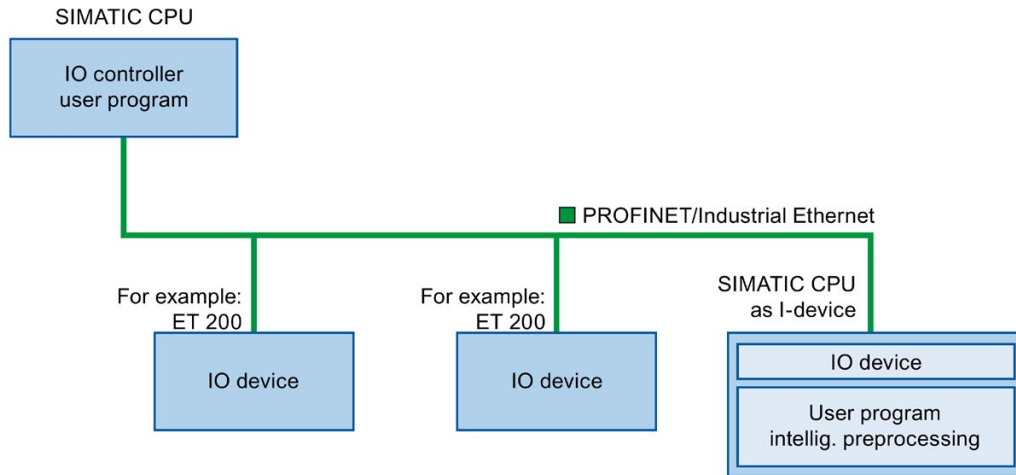 SIMATIC CPU
IO controller
user program
PROFINET/Industrial Ethernet
For example:
ET 200
IO device
For example:
ET 200
IO device
SIMATIC CPU
as I-device
IO device
User program
intellig. preprocessing